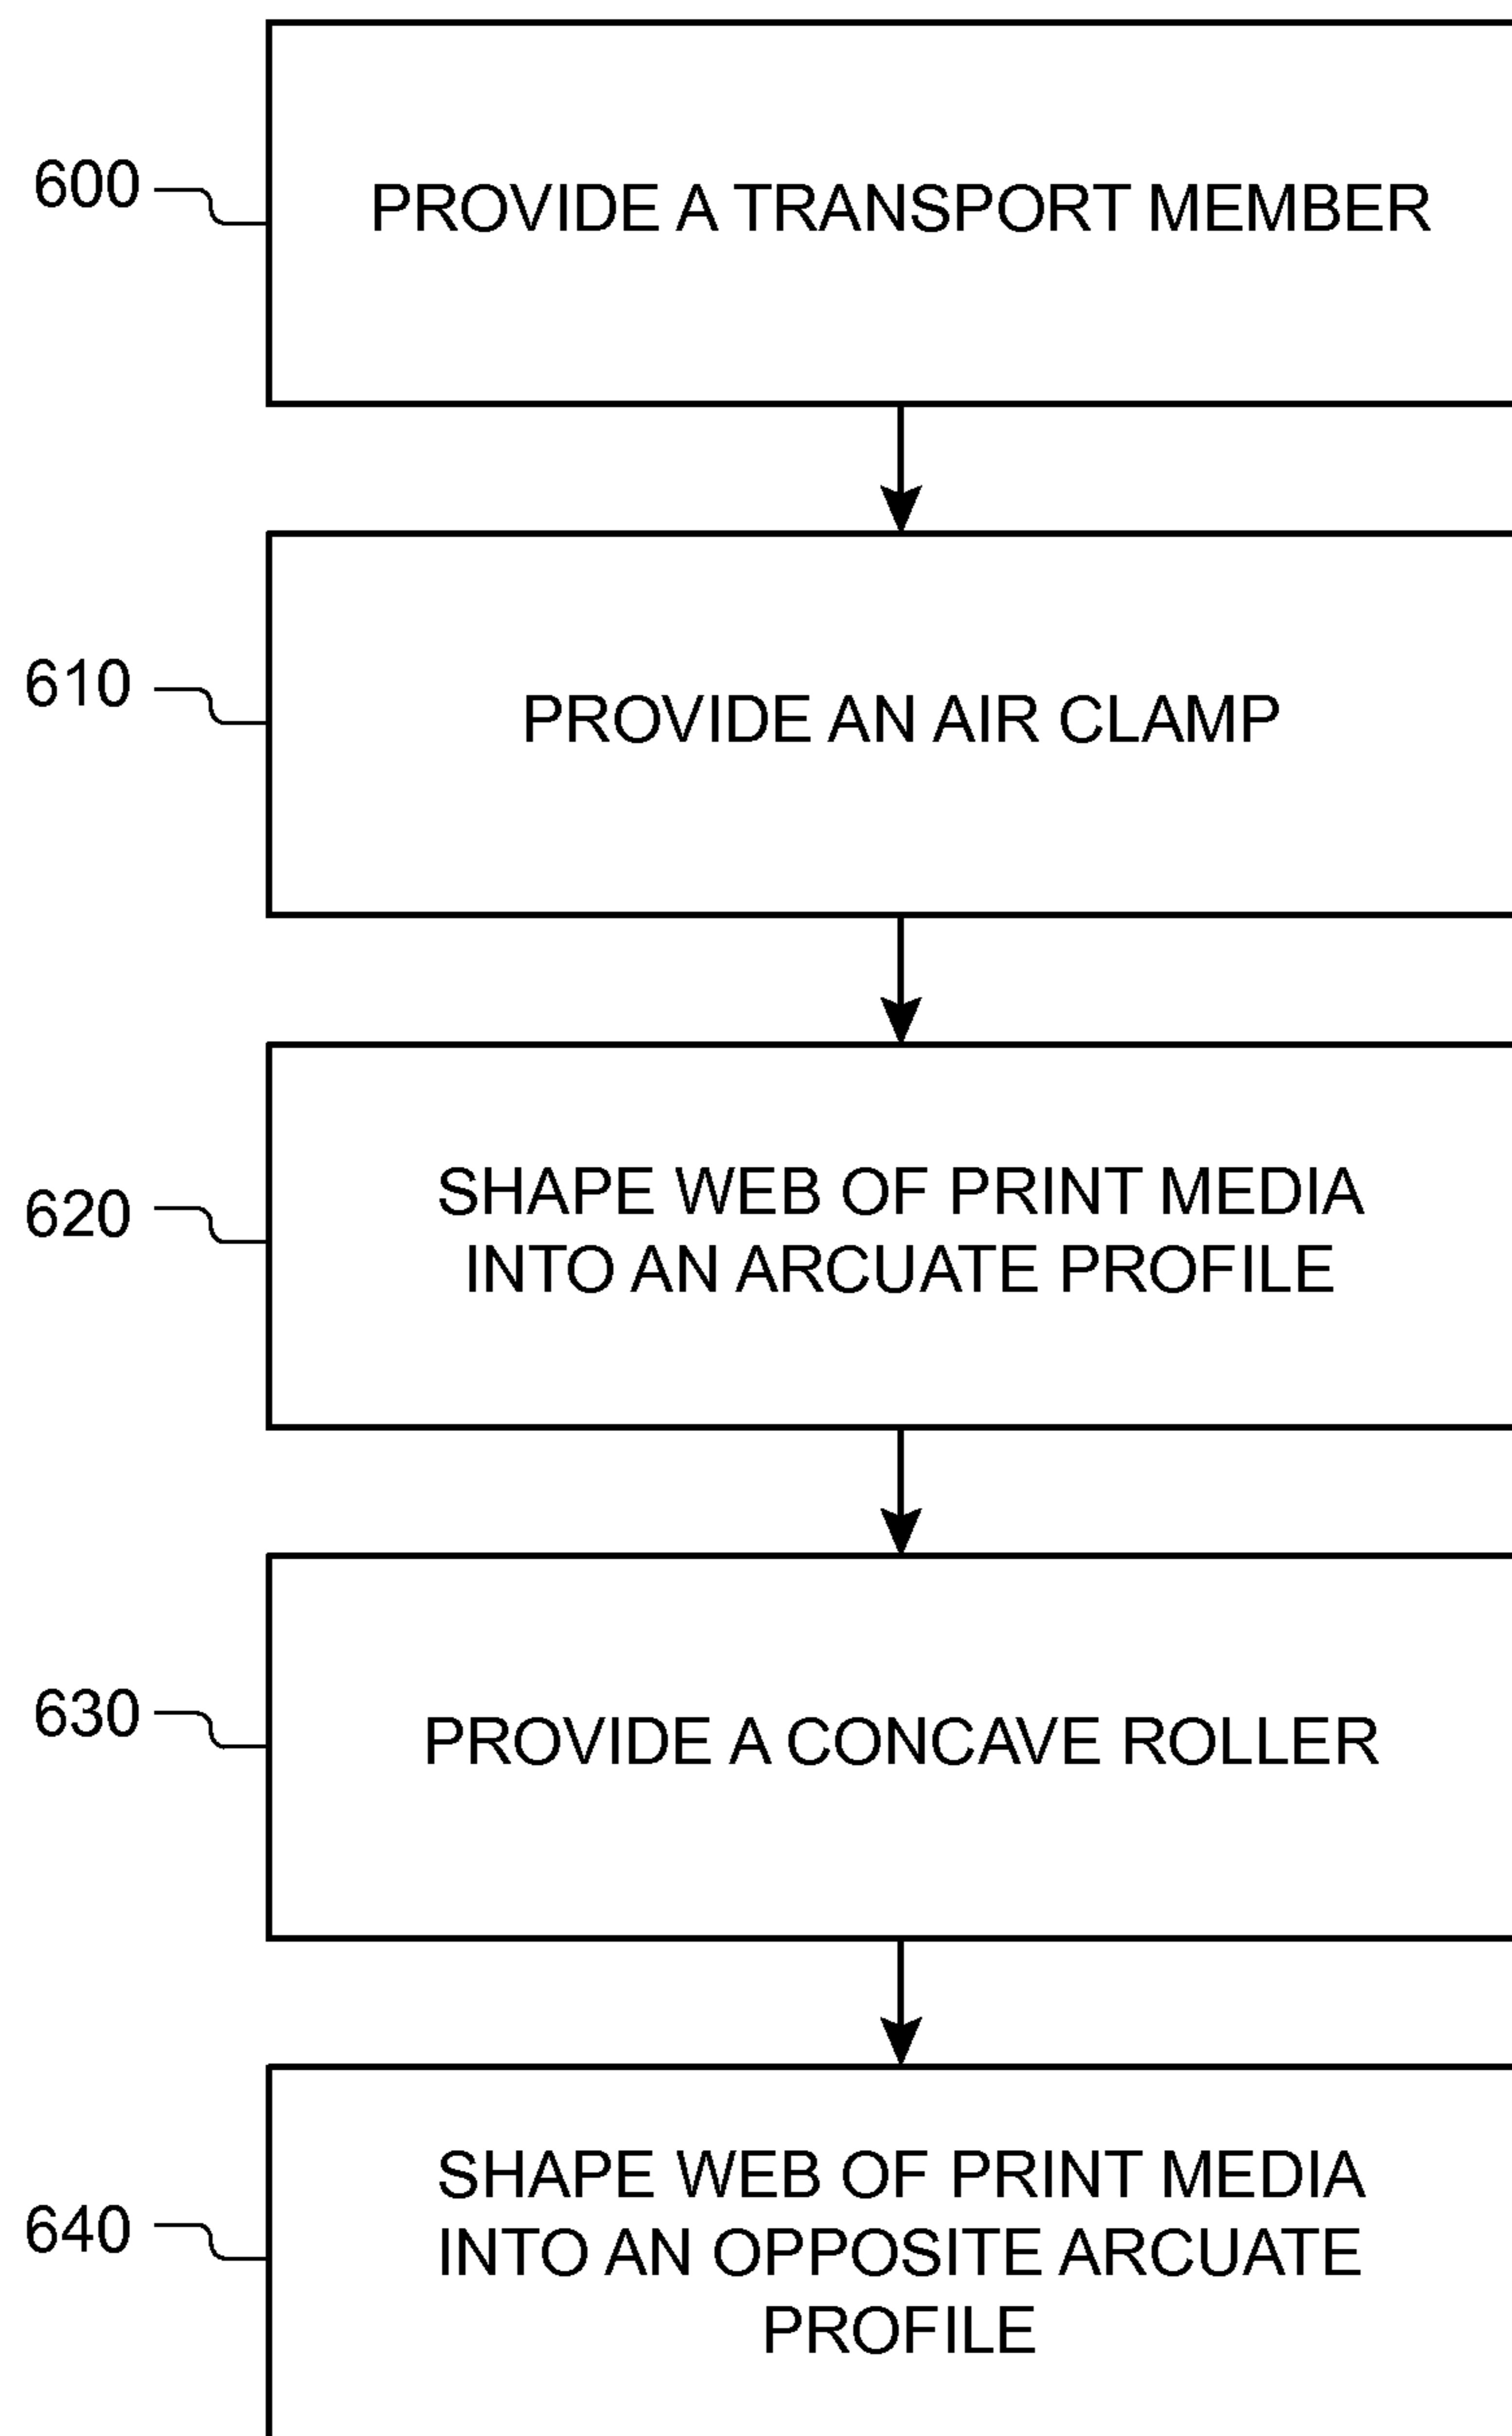 600
PROVIDE A TRANSPORT MEMBER
610
PROVIDE AN AIR CLAMP
620
SHAPE WEB OF PRINT MEDIA
INTO AN ARCUATE PROFILE
630
PROVIDE A CONCAVE ROLLER
640
SHAPE WEB OF PRINT MEDIA
INTO AN OPPOSITE ARCUATE
PROFILE